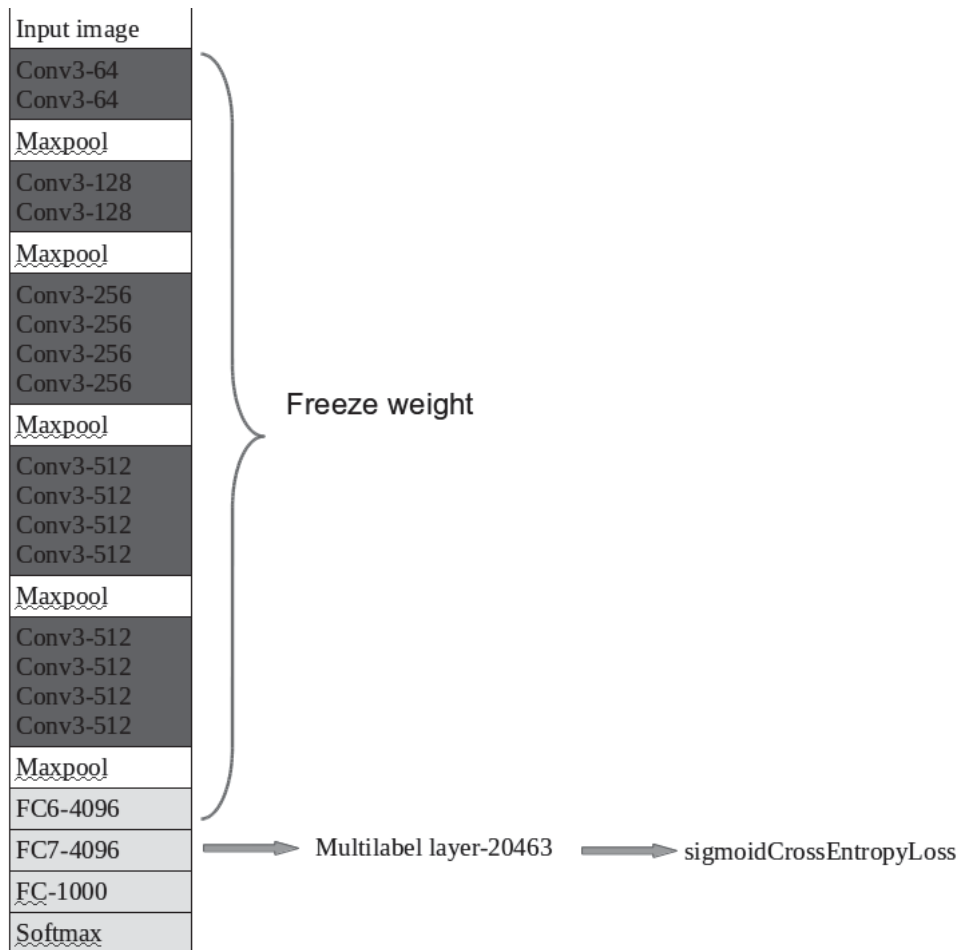 Input image
Conv3-64
Conv3-64
Maxpool
Conv3-128
Conv3-128
Maxpool
Conv3-256
Conv3-256
Conv3-256
Conv3-256
Maxpool
Conv3-512
Conv3-512
Conv3-512
Conv3-512
Maxpool
Conv3-512
Conv3-512
Conv3-512
Conv3-512
Maxpool
FC6-4096
FC7-4096
FC-1000
Softmax
Freeze weight
Multilabel layer-20463
sigmoidCrossEntropyLoss